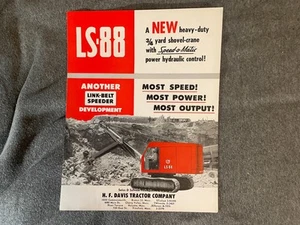 LS-88
A NEW heavy-duty
3/4 yard shovel-crane
with Speed-o-Matic
power hydraulic control!
ANOTHER
LINK-BELT
SPEEDER
DEVELOPMENT
MOST SPEED!
MOST POWER!
MOST OUTPUT!
LS-88
H. F. DAVIS TRACTOR COMPANY